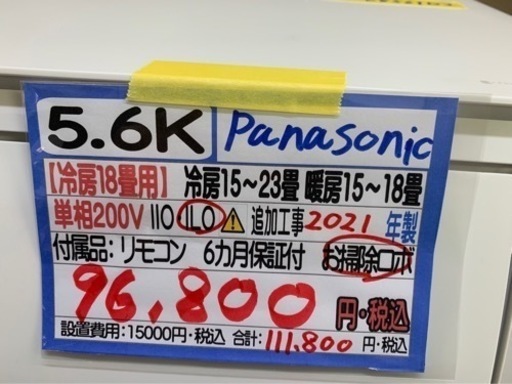 5.6K Panasonic
【冷房18畳用】 冷房15～23畳 暖房15～18畳
単相200V IIO ILO ⚠ 追加工事 2021 年製
付属品：リモコン 6カ月保証付 お掃除ロボ
96,800 円・税込
設置費用：15000円・税込 合計：111,800 円・税込